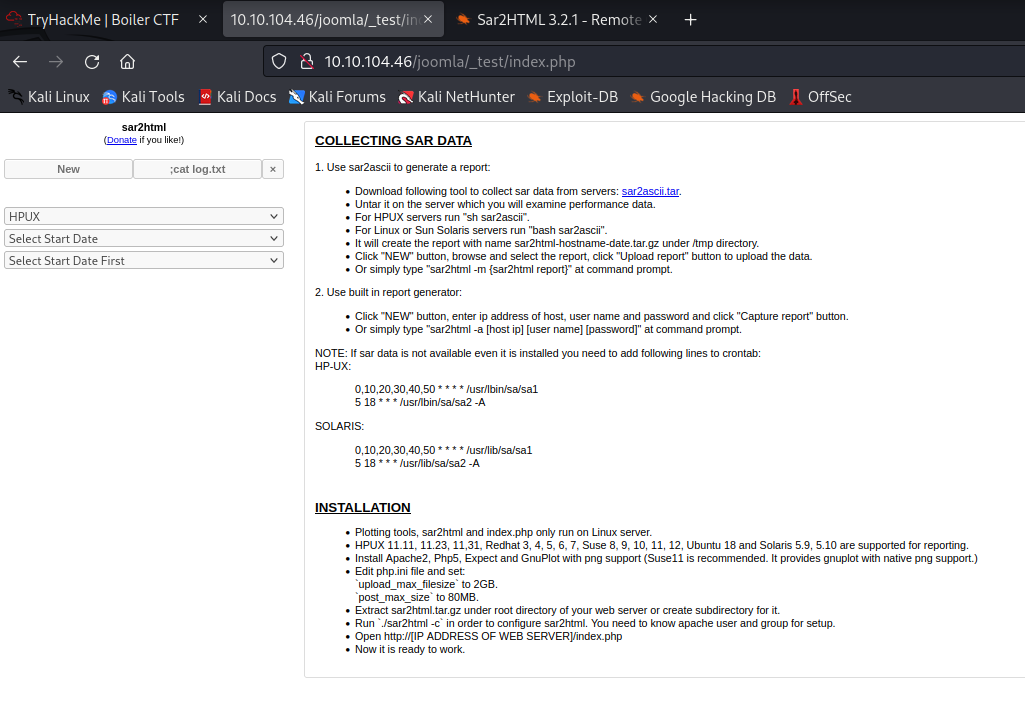 TryHackMe | Boiler CTF
10.10.104.46/joomla/_test/in
Sar2HTML 3.2.1 - Remote
10.10.104.46/joomla/_test/index.php
Kali Linux
Kali Tools
Kali Docs
Kali Forums
Kali NetHunter
Exploit-DB
Google Hacking DB
OffSec
sar2html
(Donate if you like!)
New
;cat log.txt
×
HPUX
Select Start Date
Select Start Date First
COLLECTING SAR DATA
1. Use sar2ascii to generate a report:
• Download following tool to collect sar data from servers: sar2ascii.tar.
• Untar it on the server which you will examine performance data.
• For HPUX servers run "sh sar2ascii".
• For Linux or Sun Solaris servers run "bash sar2ascii".
• It will create the report with name sar2html-hostname-date.tar.gz under /tmp directory.
• Click "NEW" button, browse and select the report, click "Upload report" button to upload the data.
• Or simply type "sar2html -m {sar2html report}" at command prompt.
2. Use built in report generator:
• Click "NEW" button, enter ip address of host, user name and password and click "Capture report" button.
• Or simply type "sar2html -a [host ip] [user name] [password]" at command prompt.
NOTE: If sar data is not available even it is installed you need to add following lines to crontab:
HP-UX:
0,10,20,30,40,50 * * * * /usr/lbin/sa/sa1
5 18 * * * /usr/lbin/sa/sa2 -A
SOLARIS:
0,10,20,30,40,50 * * * * /usr/lib/sa/sa1
5 18 * * * /usr/lib/sa/sa2 -A
INSTALLATION
• Plotting tools, sar2html and index.php only run on Linux server.
• HPUX 11.11, 11.23, 11,31, Redhat 3, 4, 5, 6, 7, Suse 8, 9, 10, 11, 12, Ubuntu 18 and Solaris 5.9, 5.10 are supported for reporting.
• Install Apache2, Php5, Expect and GnuPlot with png support (Suse11 is recommended. It provides gnuplot with native png support.)
• Edit php.ini file and set:
`upload_max_filesize` to 2GB.
`post_max_size` to 80MB.
• Extract sar2html.tar.gz under root directory of your web server or create subdirectory for it.
• Run `./sar2html -c` in order to configure sar2html. You need to know apache user and group for setup.
• Open http://[IP ADDRESS OF WEB SERVER]/index.php
• Now it is ready to work.